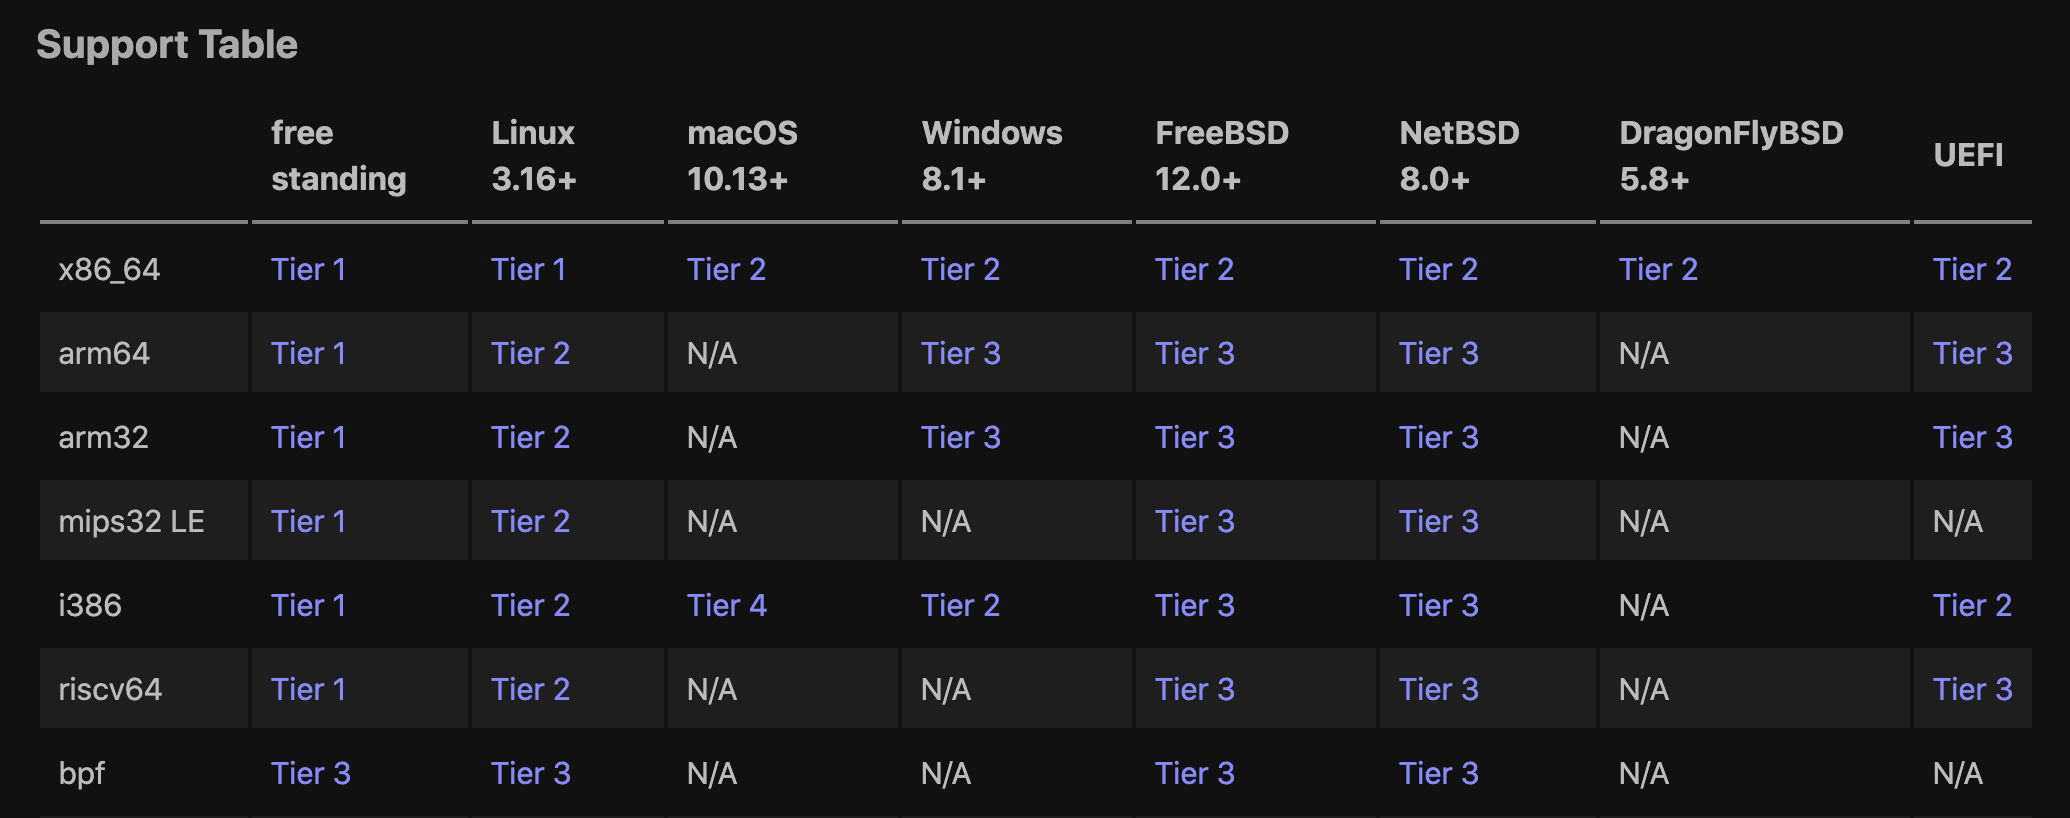 Support Table
free standing Linux 3.16+ macOS 10.13+ Windows 8.1+ FreeBSD 12.0+ NetBSD 8.0+ DragonFlyBSD 5.8+ UEFI
x86_64 Tier 1 Tier 1 Tier 2 Tier 2 Tier 2 Tier 2 Tier 2 Tier 2
arm64 Tier 1 Tier 2 N/A Tier 3 Tier 3 Tier 3 N/A Tier 3
arm32 Tier 1 Tier 2 N/A Tier 3 Tier 3 Tier 3 N/A Tier 3
mips32 LE Tier 1 Tier 2 N/A N/A Tier 3 Tier 3 N/A N/A
i386 Tier 1 Tier 2 Tier 4 Tier 2 Tier 3 Tier 3 N/A Tier 2
riscv64 Tier 1 Tier 2 N/A N/A Tier 3 Tier 3 N/A Tier 3
bpf Tier 3 Tier 3 N/A N/A Tier 3 Tier 3 N/A N/A